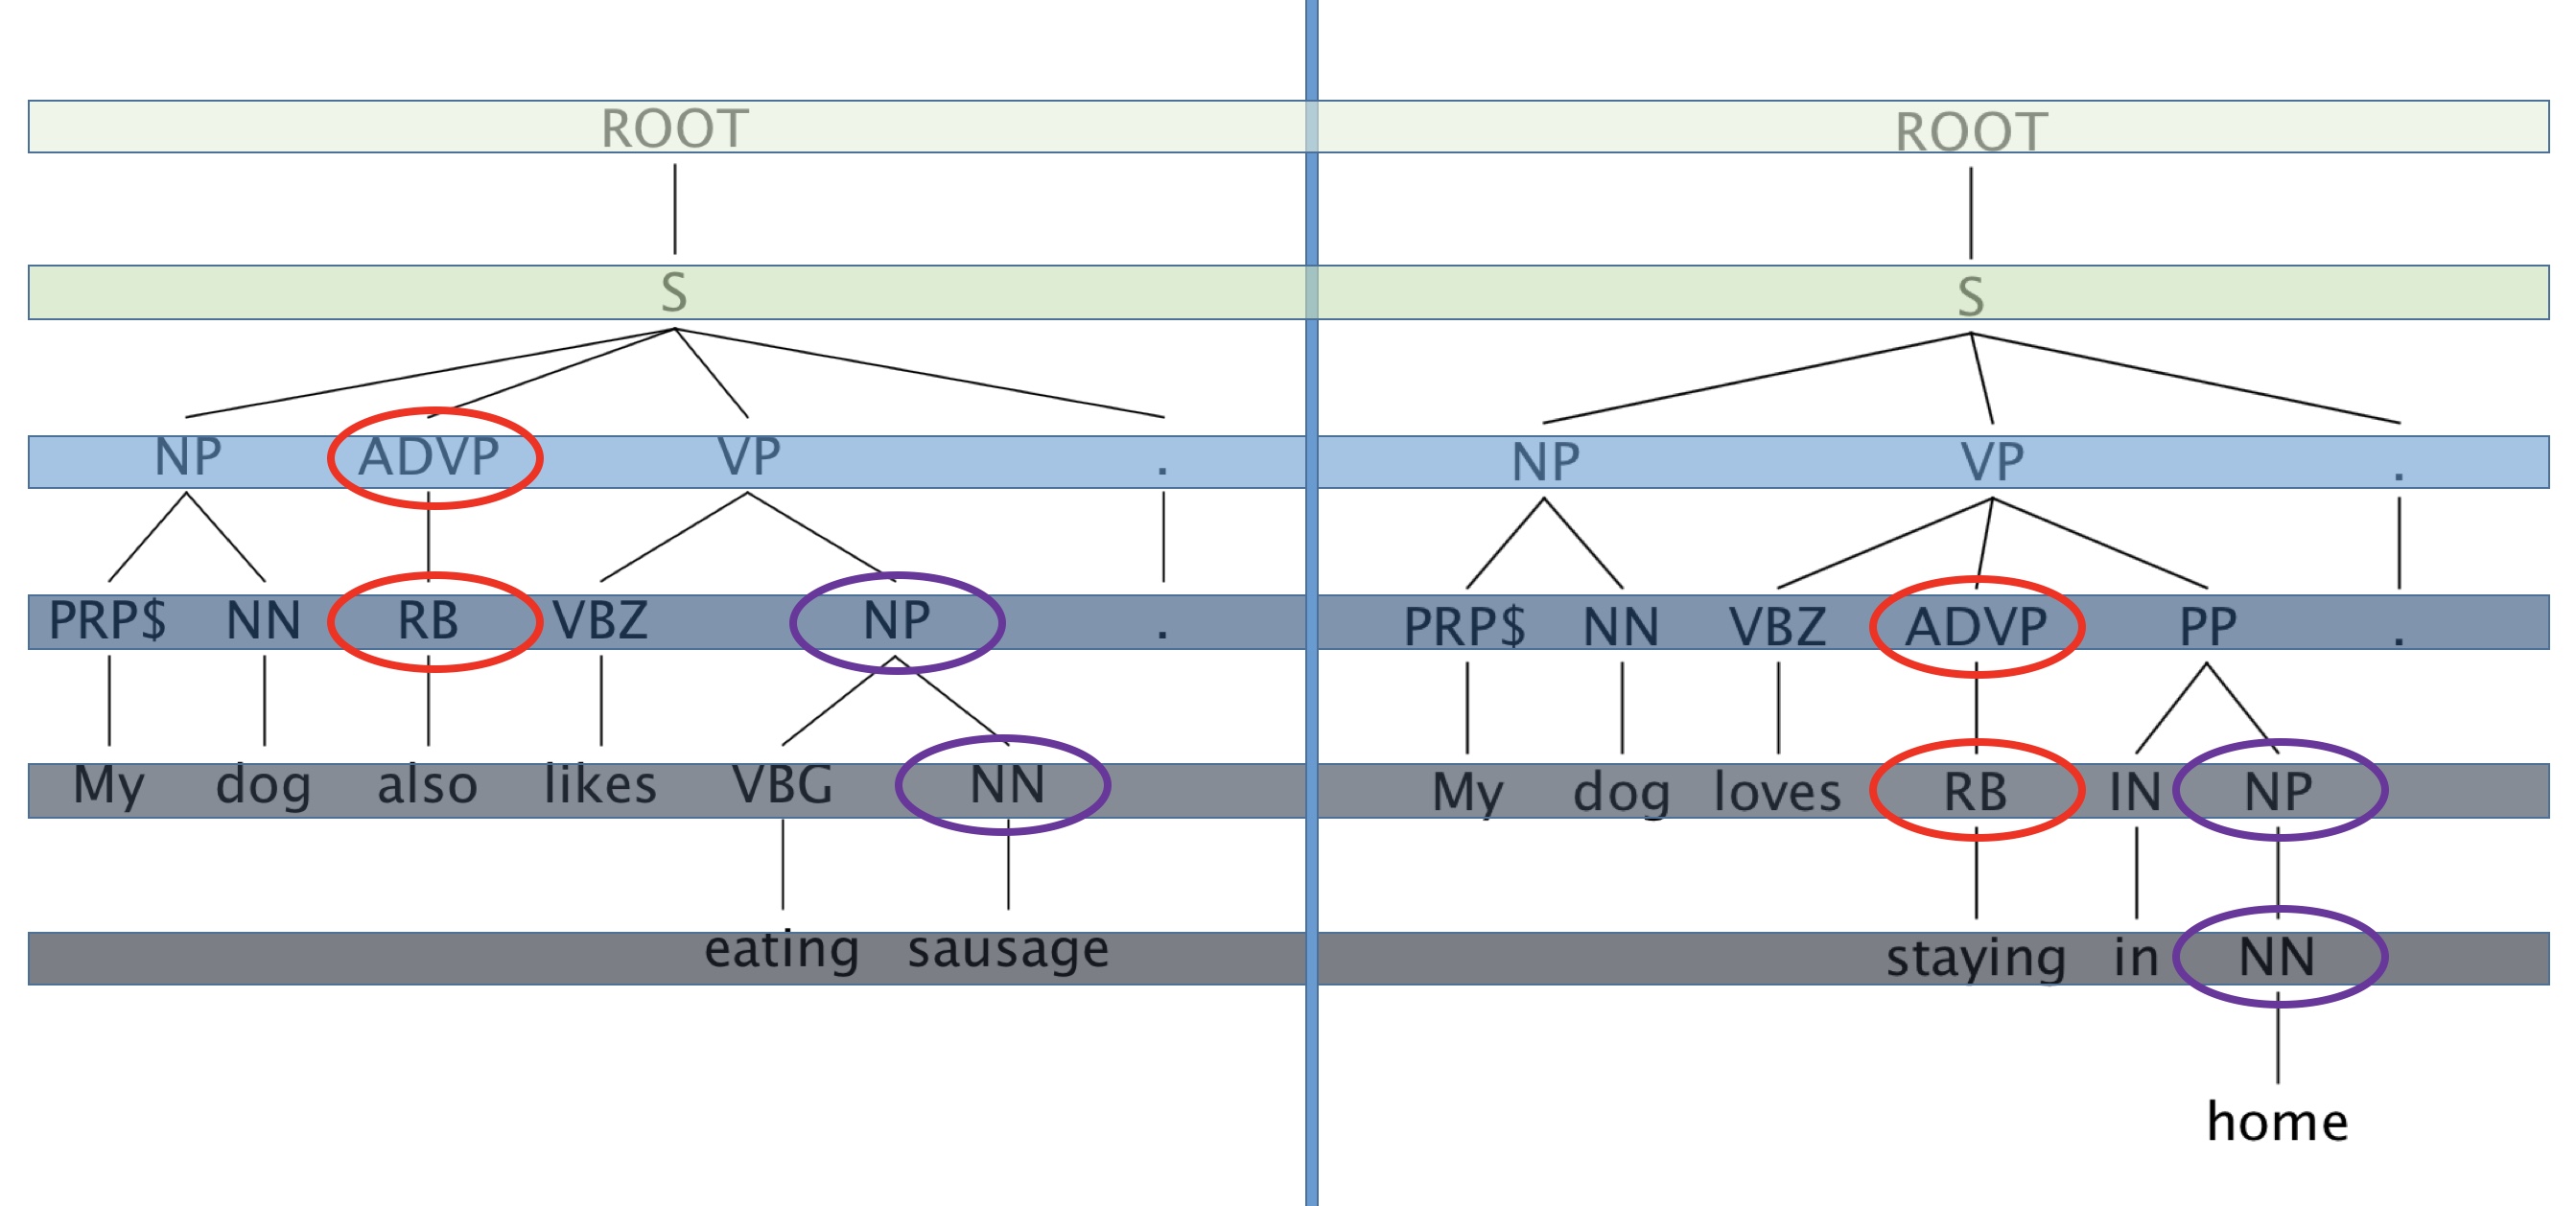 ROOT ROOT
S S
NP ADVP VP . NP VP .
PRP$ NN RB VBZ NP . PRP$ NN VBZ ADVP PP .
My dog also likes VBG NN My dog loves RB IN NP
eating sausage staying in NN
home